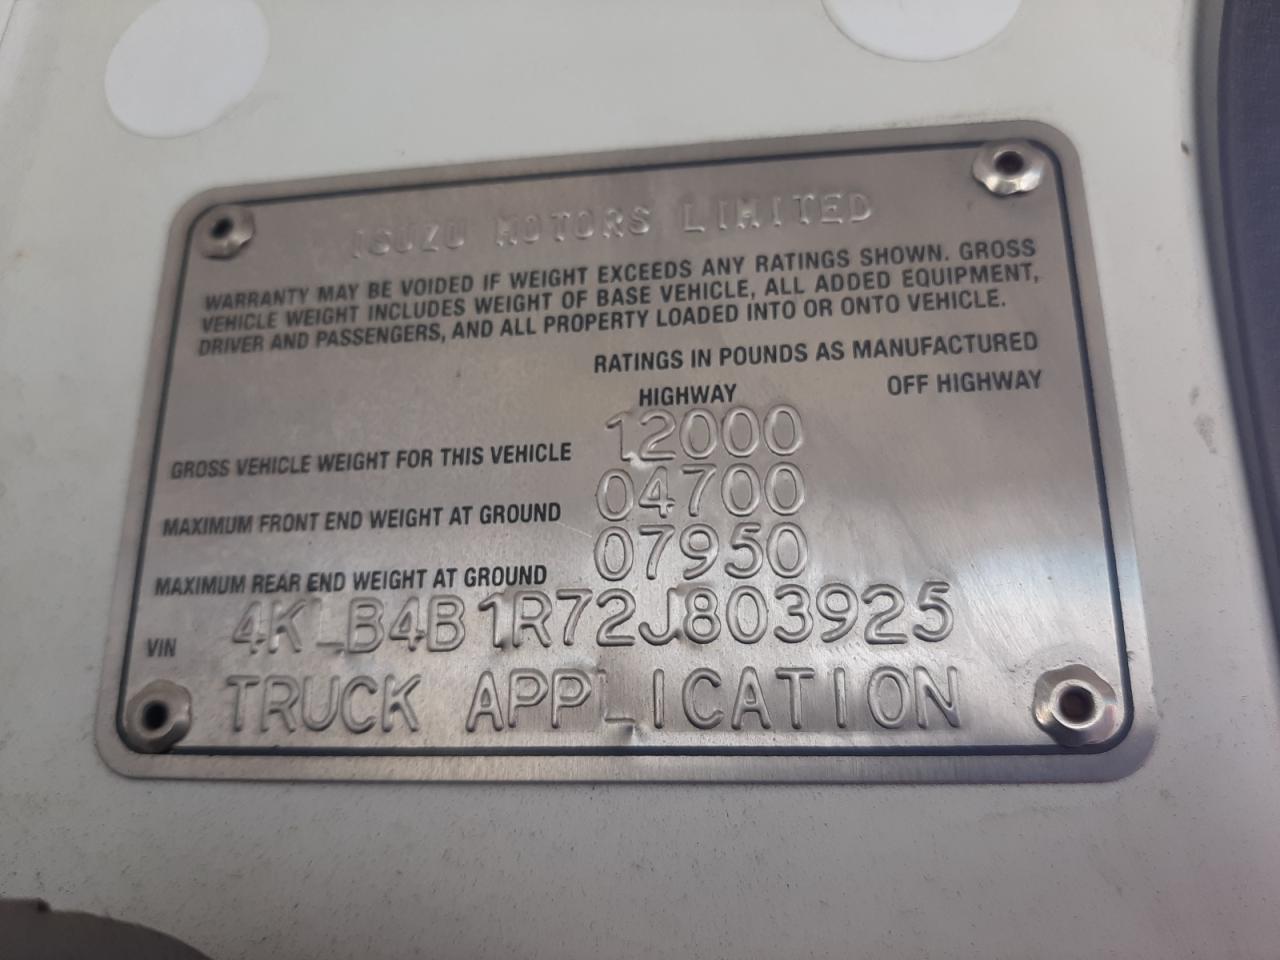 ISUZU MOTORS LIMITED
WARRANTY MAY BE VOIDED IF WEIGHT EXCEEDS ANY RATINGS SHOWN. GROSS
VEHICLE WEIGHT INCLUDES WEIGHT OF BASE VEHICLE, ALL ADDED EQUIPMENT,
DRIVER AND PASSENGERS, AND ALL PROPERTY LOADED INTO OR ONTO VEHICLE.
RATINGS IN POUNDS AS MANUFACTURED
HIGHWAY OFF HIGHWAY
GROSS VEHICLE WEIGHT FOR THIS VEHICLE 12000
MAXIMUM FRONT END WEIGHT AT GROUND 04700
MAXIMUM REAR END WEIGHT AT GROUND 07950
VIN 4KLB4B1R72J803925
TRUCK APPLICATION